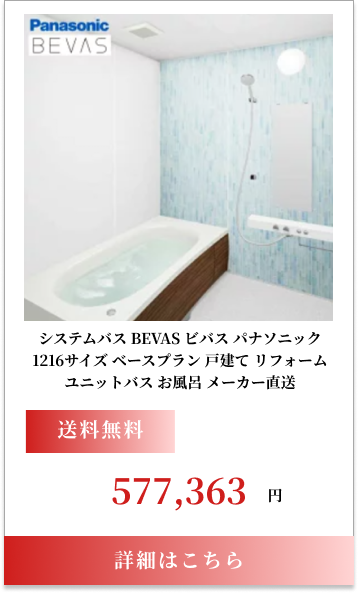 Panasonic
BEVAS
システムバス BEVAS ビバス パナソニック
1216サイズ ベースプラン 戸建て リフォーム
ユニットバス お風呂 メーカー直送
送料無料
577,363 円
詳細はこちら